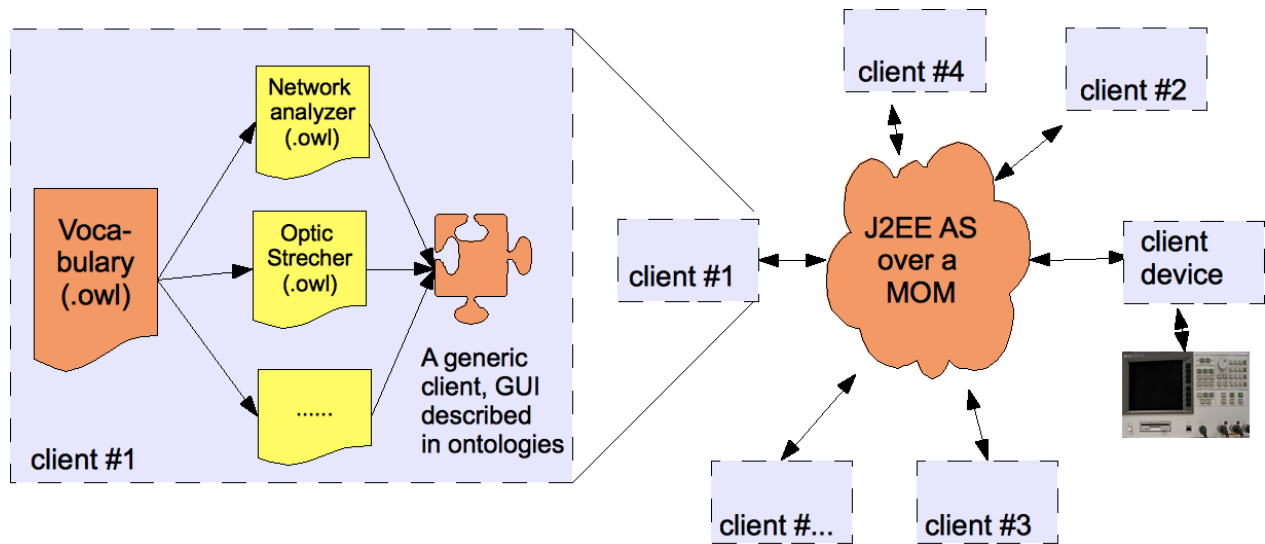 Network
analyzer
(.owl)
Voca-
bulary
(.owl)
Optic
Strecher
(.owl)
......
A generic
client, GUI
described
in ontologies
client #1
client #4
client #2
client #1
J2EE AS
over a
MOM
client
device
client #...
client #3